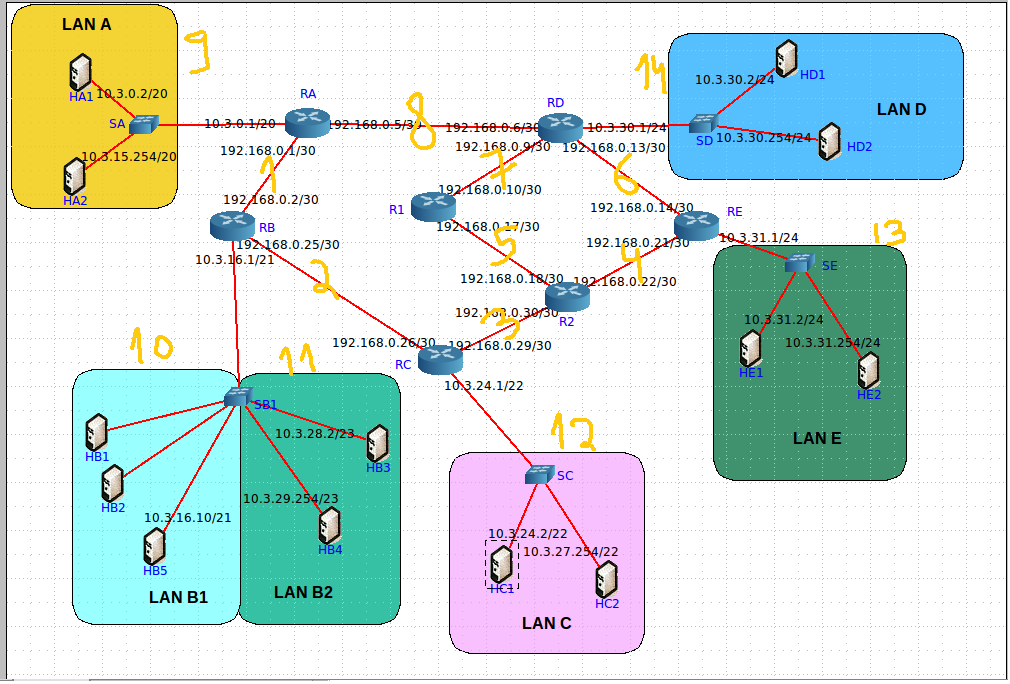 LAN A
9
HA1
10.3.0.2/20
SA
10.3.0.1/20
10.3.15.254/20
HA2
RA
192.168.0.5/30
8
192.168.0.1/30
1
192.168.0.2/30
RB
192.168.0.25/30
10.3.16.1/21
2
RD
192.168.0.6/30
192.168.0.9/30
10.3.30.1/24
192.168.0.13/30
7
192.168.0.10/30
R1
192.168.0.17/30
5
6
192.168.0.14/30
RE
192.168.0.21/30
10.3.31.1/24
4
192.168.0.18/30
192.168.0.22/30
R2
192.168.0.30/30
3
192.168.0.26/30
192.168.0.29/30
RC
10.3.24.1/22
14
10.3.30.2/24
HD1
LAN D
SD
10.3.30.254/24
HD2
13
SE
10.3.31.2/24
10.3.31.254/24
HE1
HE2
LAN E
10
11
SB1
HB1
HB2
10.3.16.10/21
HB5
LAN B1
10.3.28.2/23
HB3
10.3.29.254/23
HB4
LAN B2
12
SC
10.3.24.2/22
10.3.27.254/22
HC1
HC2
LAN C